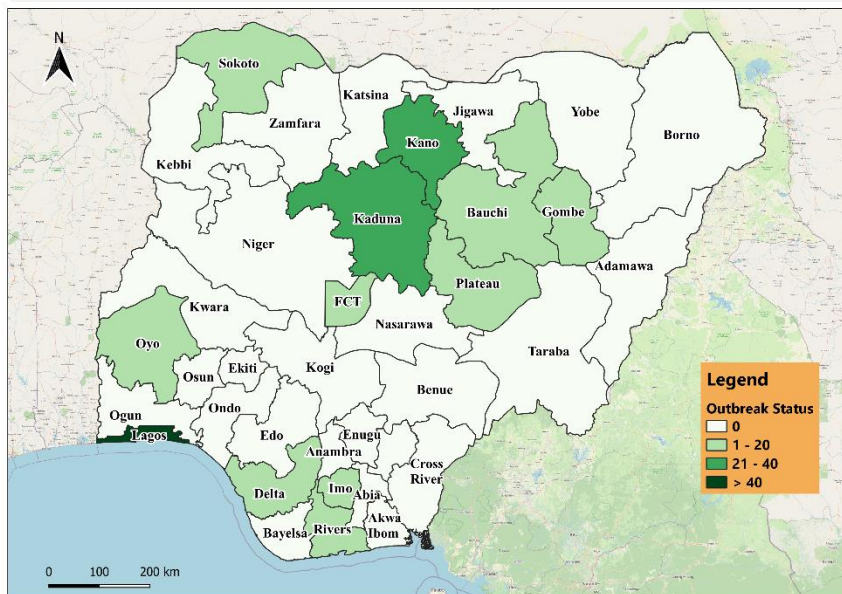 N
Sokoto
Katsina
Jigawa
Yobe
Borno
Zamfara
Kano
Kebbi
Kaduna
Bauchi
Gombe
Niger
Adamawa
Plateau
FCT
Kwara
Nasarawa
Oyo
Taraba
Kogi
Ekiti
Osun
Benue
Legend
Outbreak Status
0
1 - 20
21 - 40
> 40
Ogun
Ondo
Lagos
Edo
Enugu
Anambra
Cross
River
Delta
Imo
Abia
Rivers
Akwa
Ibom
Bayelsa
0 100 200 km